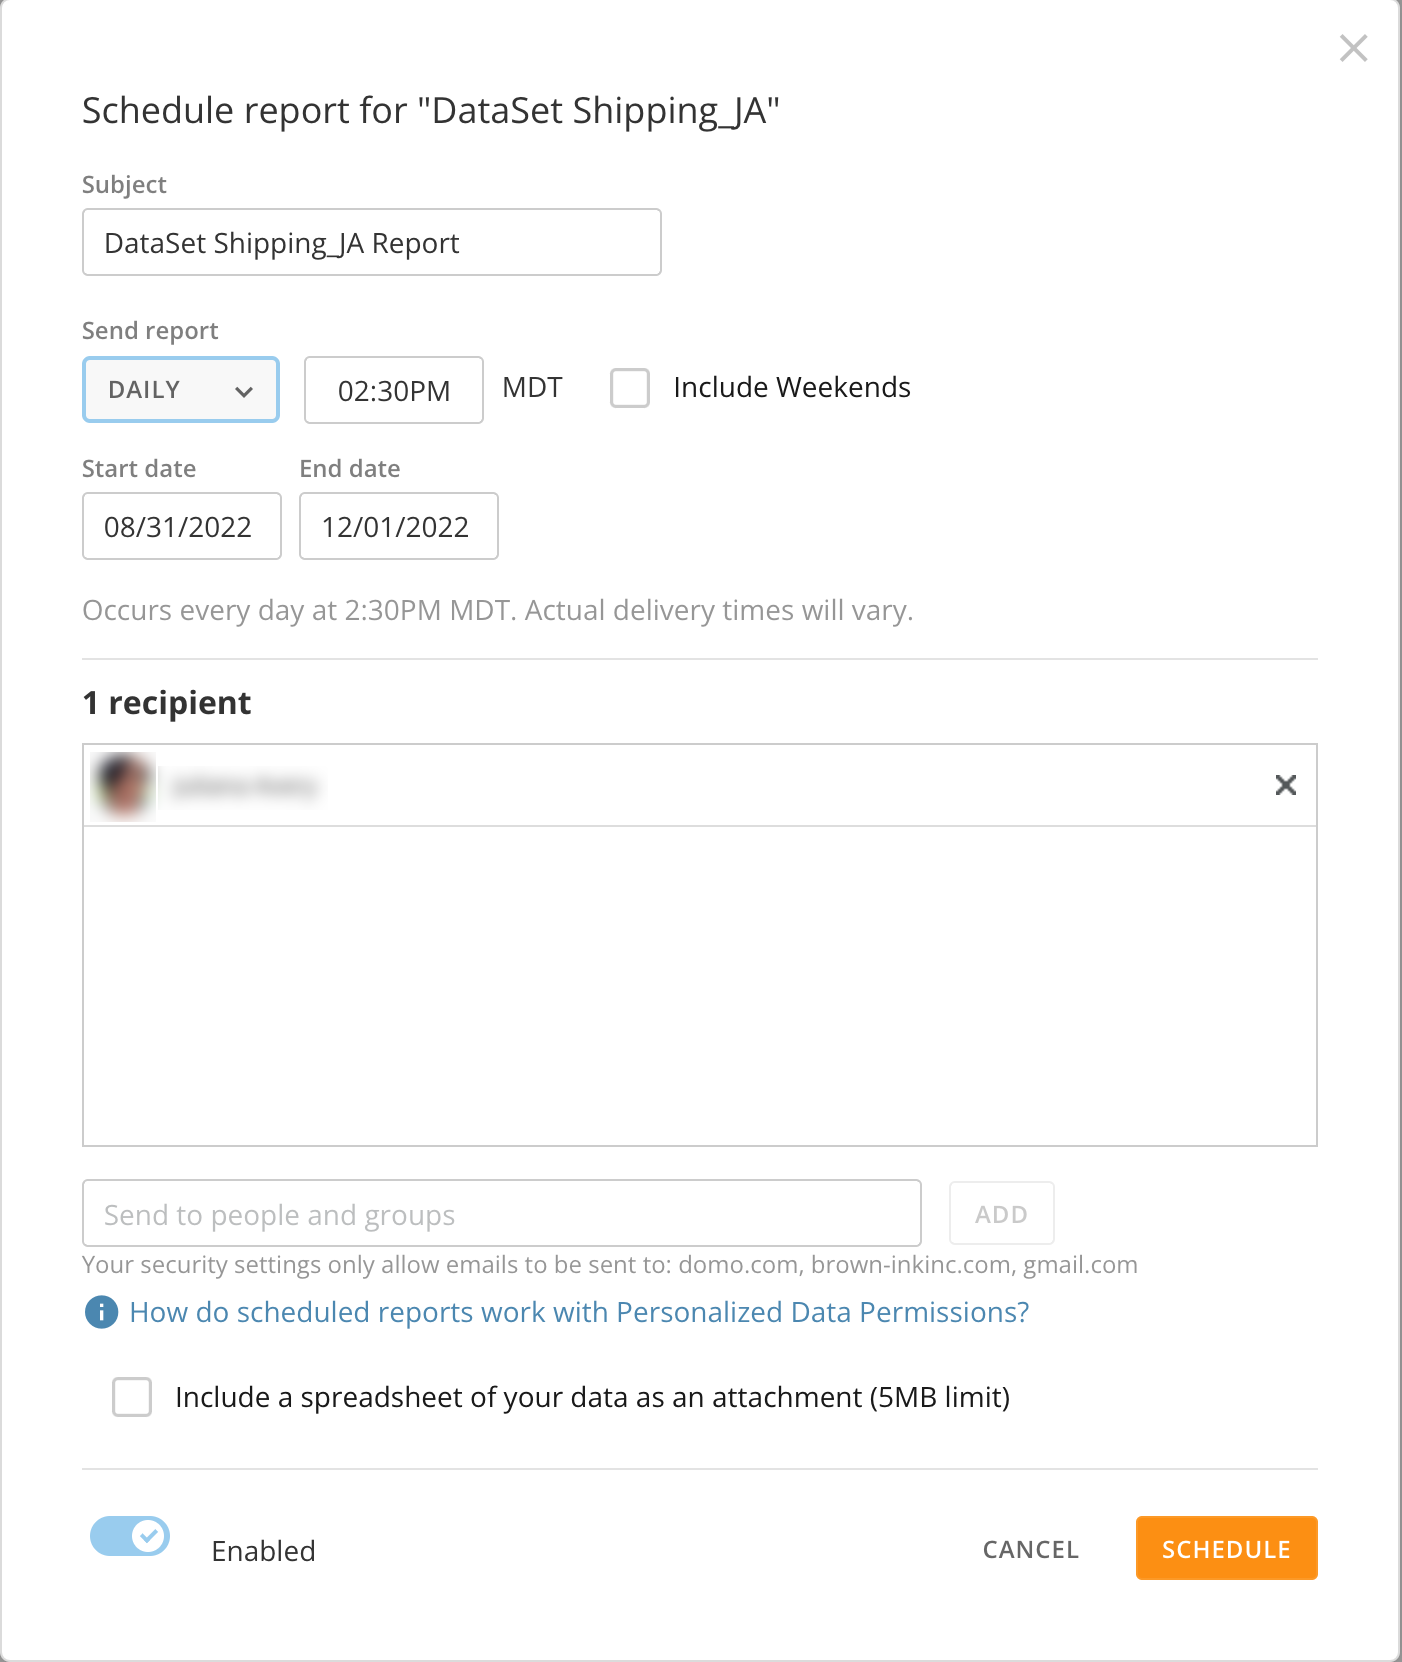 Schedule report for "DataSet Shipping_JA"
Subject
DataSet Shipping_JA Report
Send report
DAILY 02:30PM MDT Include Weekends
Start date End date
08/31/2022 12/01/2022
Occurs every day at 2:30PM MDT. Actual delivery times will vary.
1 recipient
Send to people and groups ADD
Your security settings only allow emails to be sent to: domo.com, brown-inkinc.com, gmail.com
How do scheduled reports work with Personalized Data Permissions?
Include a spreadsheet of your data as an attachment (5MB limit)
Enabled CANCEL SCHEDULE